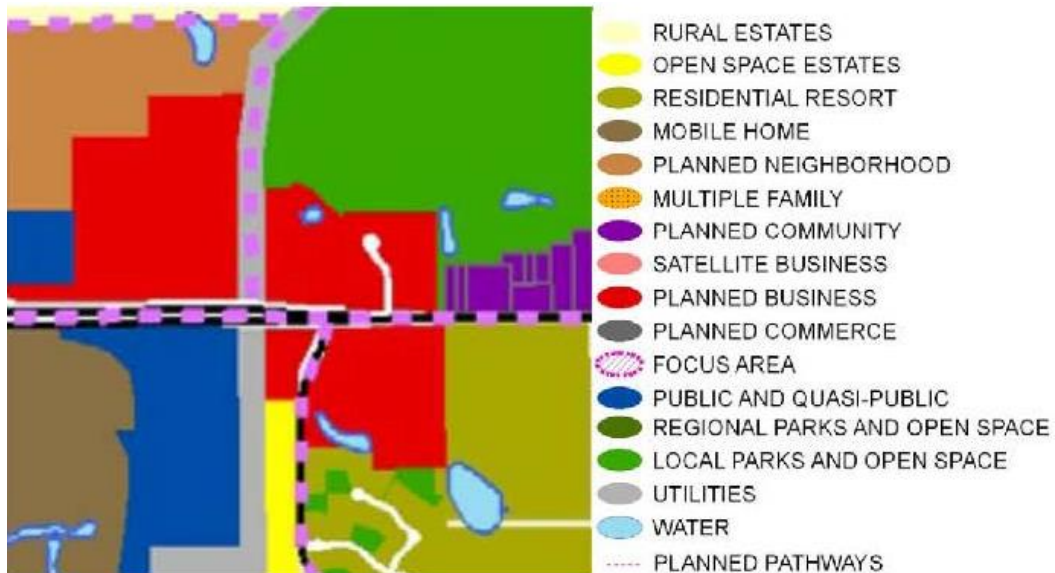 RURAL ESTATES
OPEN SPACE ESTATES
RESIDENTIAL RESORT
MOBILE HOME
PLANNED NEIGHBORHOOD
MULTIPLE FAMILY
PLANNED COMMUNITY
SATELLITE BUSINESS
PLANNED BUSINESS
PLANNED COMMERCE
FOCUS AREA
PUBLIC AND QUASI-PUBLIC
REGIONAL PARKS AND OPEN SPACE
LOCAL PARKS AND OPEN SPACE
UTILITIES
WATER
PLANNED PATHWAYS